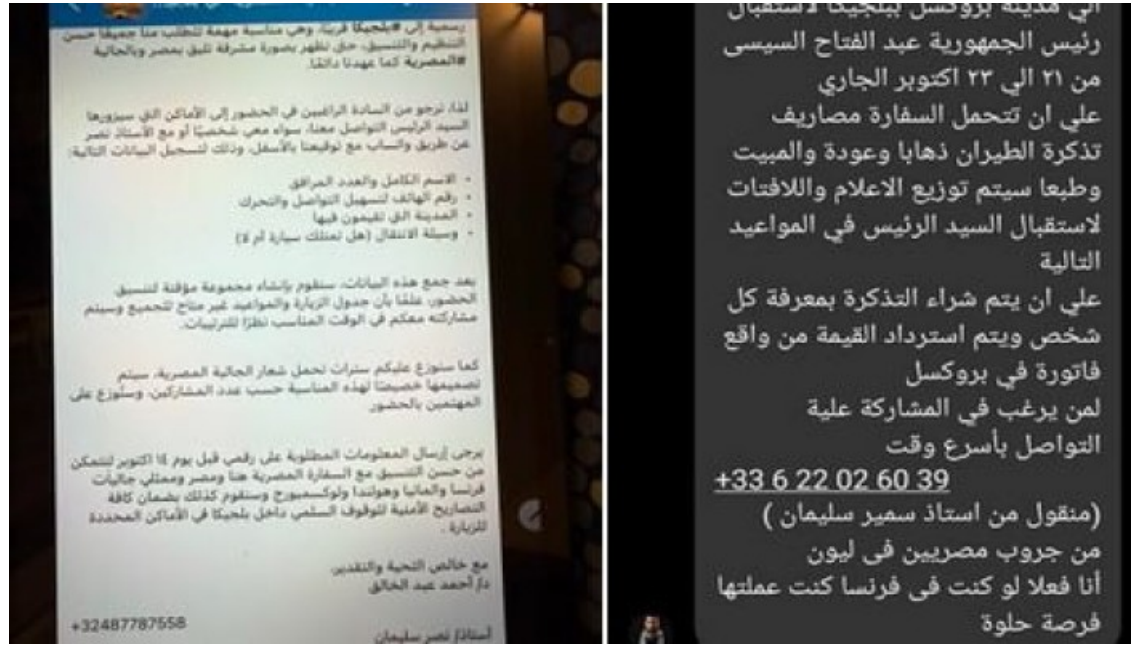 رسمية إلى #بلجيكا قريبًا، وهي مناسبة مهمة تتطلب منا جميعًا حسن
التنظيم والتنسيق، حتى نظهر بصورة مشرفة تليق بمصر وبالجالية
#المصرية كما عهدنا دائمًا.
لذا، نرجو من السادة الراغبين في الحضور إلى الأماكن التي سيزورها
السيد الرئيس التواصل معنا، سواء معي شخصيًا أو مع الأستاذ نصر
عن طريق واتساب مع توقيعنا بالأسفل، وذلك لتسجيل البيانات التالية:
• الاسم الكامل والعدد المرافق
• رقم الهاتف لتسهيل التواصل والتحرك
• المدينة التي تقيمون فيها
• وسيلة الانتقال (هل تمتلك سيارة أم لا)
بعد جمع هذه البيانات، سنقوم بإنشاء مجموعة مؤقتة لتنسيق
الحضور، علمًا بأن جدول الزيارة والمواعيد غير متاح للجميع وسيتم
مشاركته معكم في الوقت المناسب نظرًا للترتيبات.
كما سنوزع عليكم سترات تحمل شعار الجالية المصرية، سيتم
تصميمها خصيصًا لهذه المناسبة حسب عدد المشاركين، وستُوزع على
المهتمين بالحضور
يرجى إرسال المعلومات المطلوبة على رقمي قبل يوم ١٤ اكتوبر لنتمكن
من حسن التنسيق مع السفارة المصرية هنا ومصر وممثلي جاليات
فرنسا والمانيا وهولندا ولوكسمبورج وسنقوم كذلك بضمان كافة
التصاريح الأمنية للوقوف السلمي داخل بلجيكا في الأماكن المحددة
للزيارة .
مع خالص التحية والتقدير،
د/ أحمد عبد الخالق
+32487787558
أستاذ/ نصر سليمان
الي مدينة بروكسل ببلجيكا لاستقبال
رئيس الجمهورية عبد الفتاح السيسى
من ٢١ الي ٢٣ اكتوبر الجاري
علي ان تتحمل السفارة مصاريف
تذكرة الطيران ذهابا وعودة والمبيت
وطبعا سيتم توزيع الاعلام واللافتات
لاستقبال السيد الرئيس في المواعيد
التالية
علي ان يتم شراء التذكرة بمعرفة كل
شخص ويتم استرداد القيمة من واقع
فاتورة في بروكسل
لمن يرغب في المشاركة علية
التواصل بأسرع وقت
+33 6 22 02 60 39
(منقول من استاذ سمير سليمان )
من جروب مصريين فى ليون
أنا فعلا لو كنت فى فرنسا كنت عملتها
فرصة حلوة